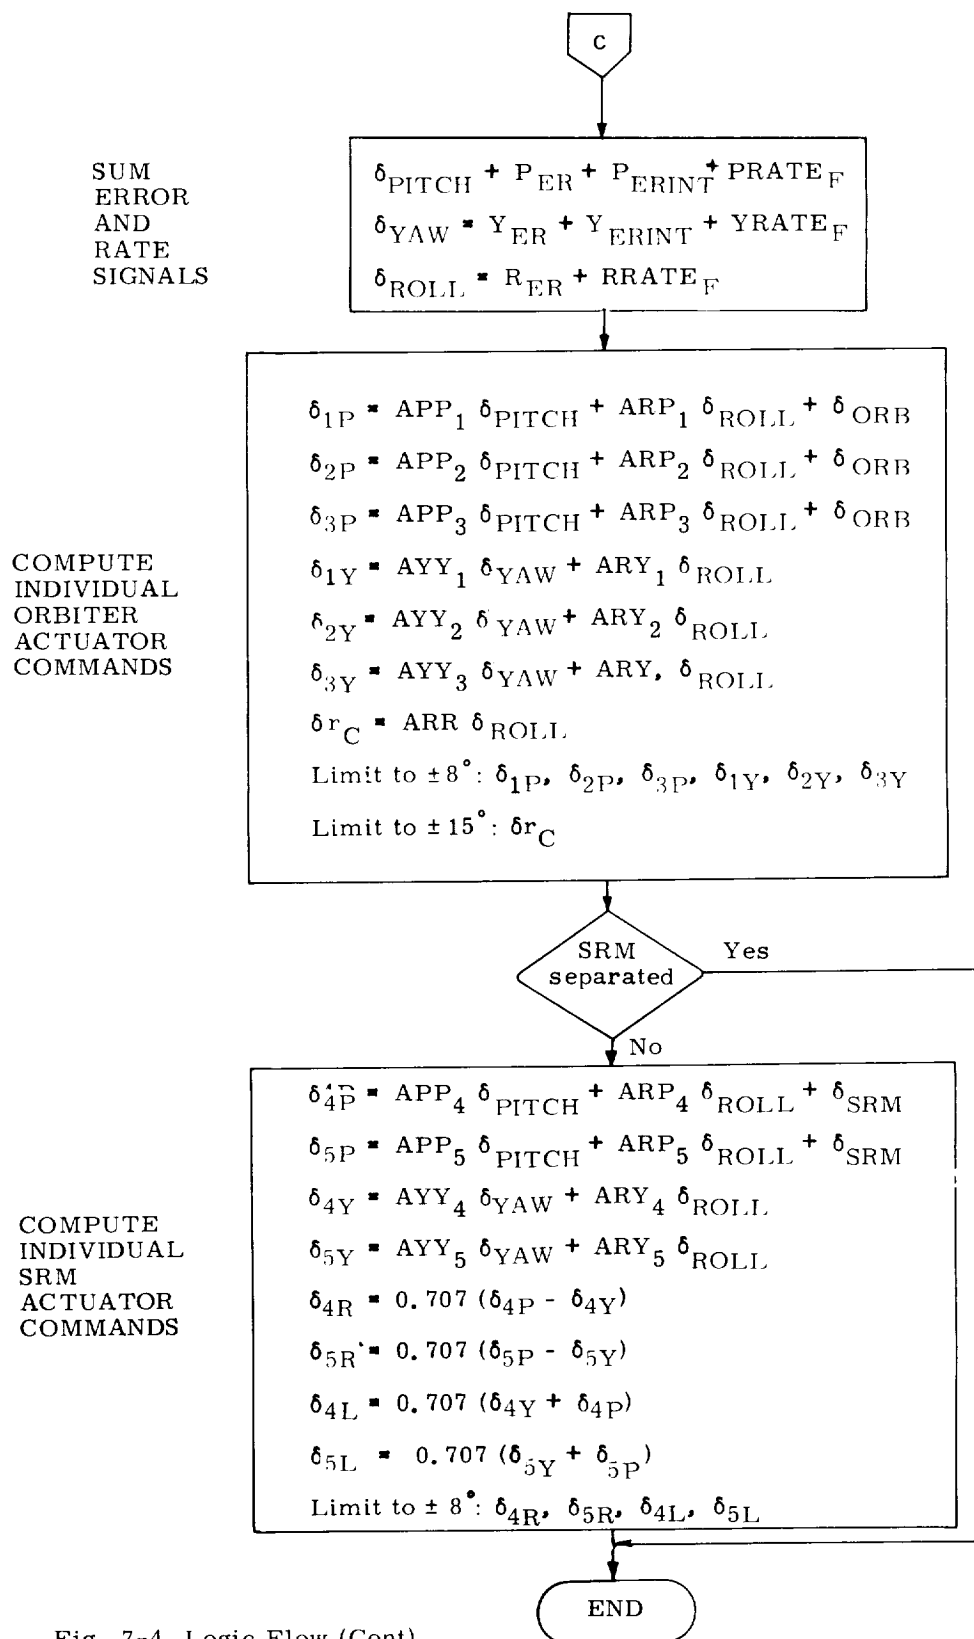 C
SUM
ERROR
AND
RATE
SIGNALS
δPITCH + PER + PERINT + PRATEF
δYAW = YER + YERINT + YRATEF
δROLL = RER + RRATEF
COMPUTE
INDIVIDUAL
ORBITER
ACTUATOR
COMMANDS
δ1P = APP1 δPITCH + ARP1 δROLL + δORB
δ2P = APP2 δPITCH + ARP2 δROLL + δORB
δ3P = APP3 δPITCH + ARP3 δROLL + δORB
δ1Y = AYY1 δYAW + ARY1 δROLL
δ2Y = AYY2 δYAW + ARY2 δROLL
δ3Y = AYY3 δYAW + ARY, δROLL
δrC = ARR δROLL
Limit to ± 8°: δ1P, δ2P, δ3P, δ1Y, δ2Y, δ3Y
Limit to ± 15°: δrC
SRM
separated
Yes
No
COMPUTE
INDIVIDUAL
SRM
ACTUATOR
COMMANDS
δ4P = APP4 δPITCH + ARP4 δROLL + δSRM
δ5P = APP5 δPITCH + ARP5 δROLL + δSRM
δ4Y = AYY4 δYAW + ARY4 δROLL
δ5Y = AYY5 δYAW + ARY5 δROLL
δ4R = 0.707 (δ4P - δ4Y)
δ5R = 0.707 (δ5P - δ5Y)
δ4L = 0.707 (δ4Y + δ4P)
δ5L = 0.707 (δ5Y + δ5P)
Limit to ± 8°: δ4R, δ5R, δ4L, δ5L
END
Fig. 7-4 Logic Flow (Cont)